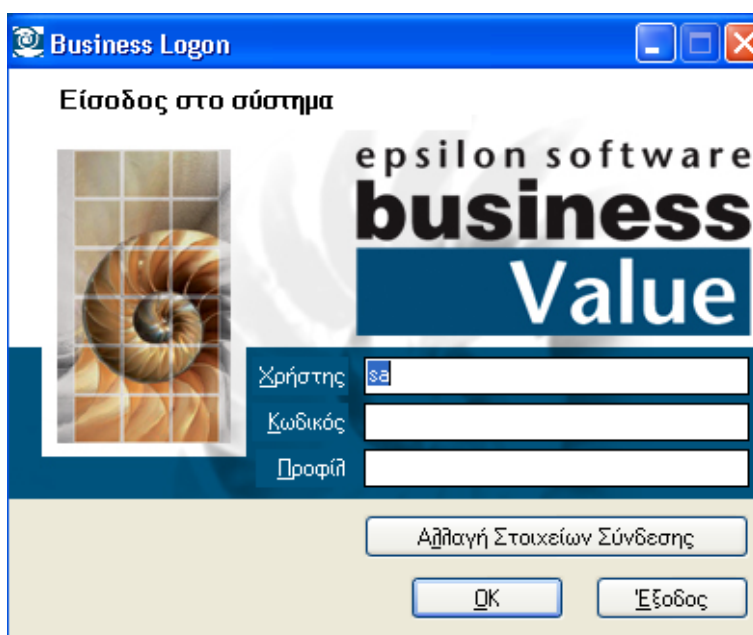 Business Logon
Είσοδος στο σύστημα
epsilon software
business
Value
Χρήστης sa
Κωδικός
Προφίλ
Αλλαγή Στοιχείων Σύνδεσης
OK Έξοδος